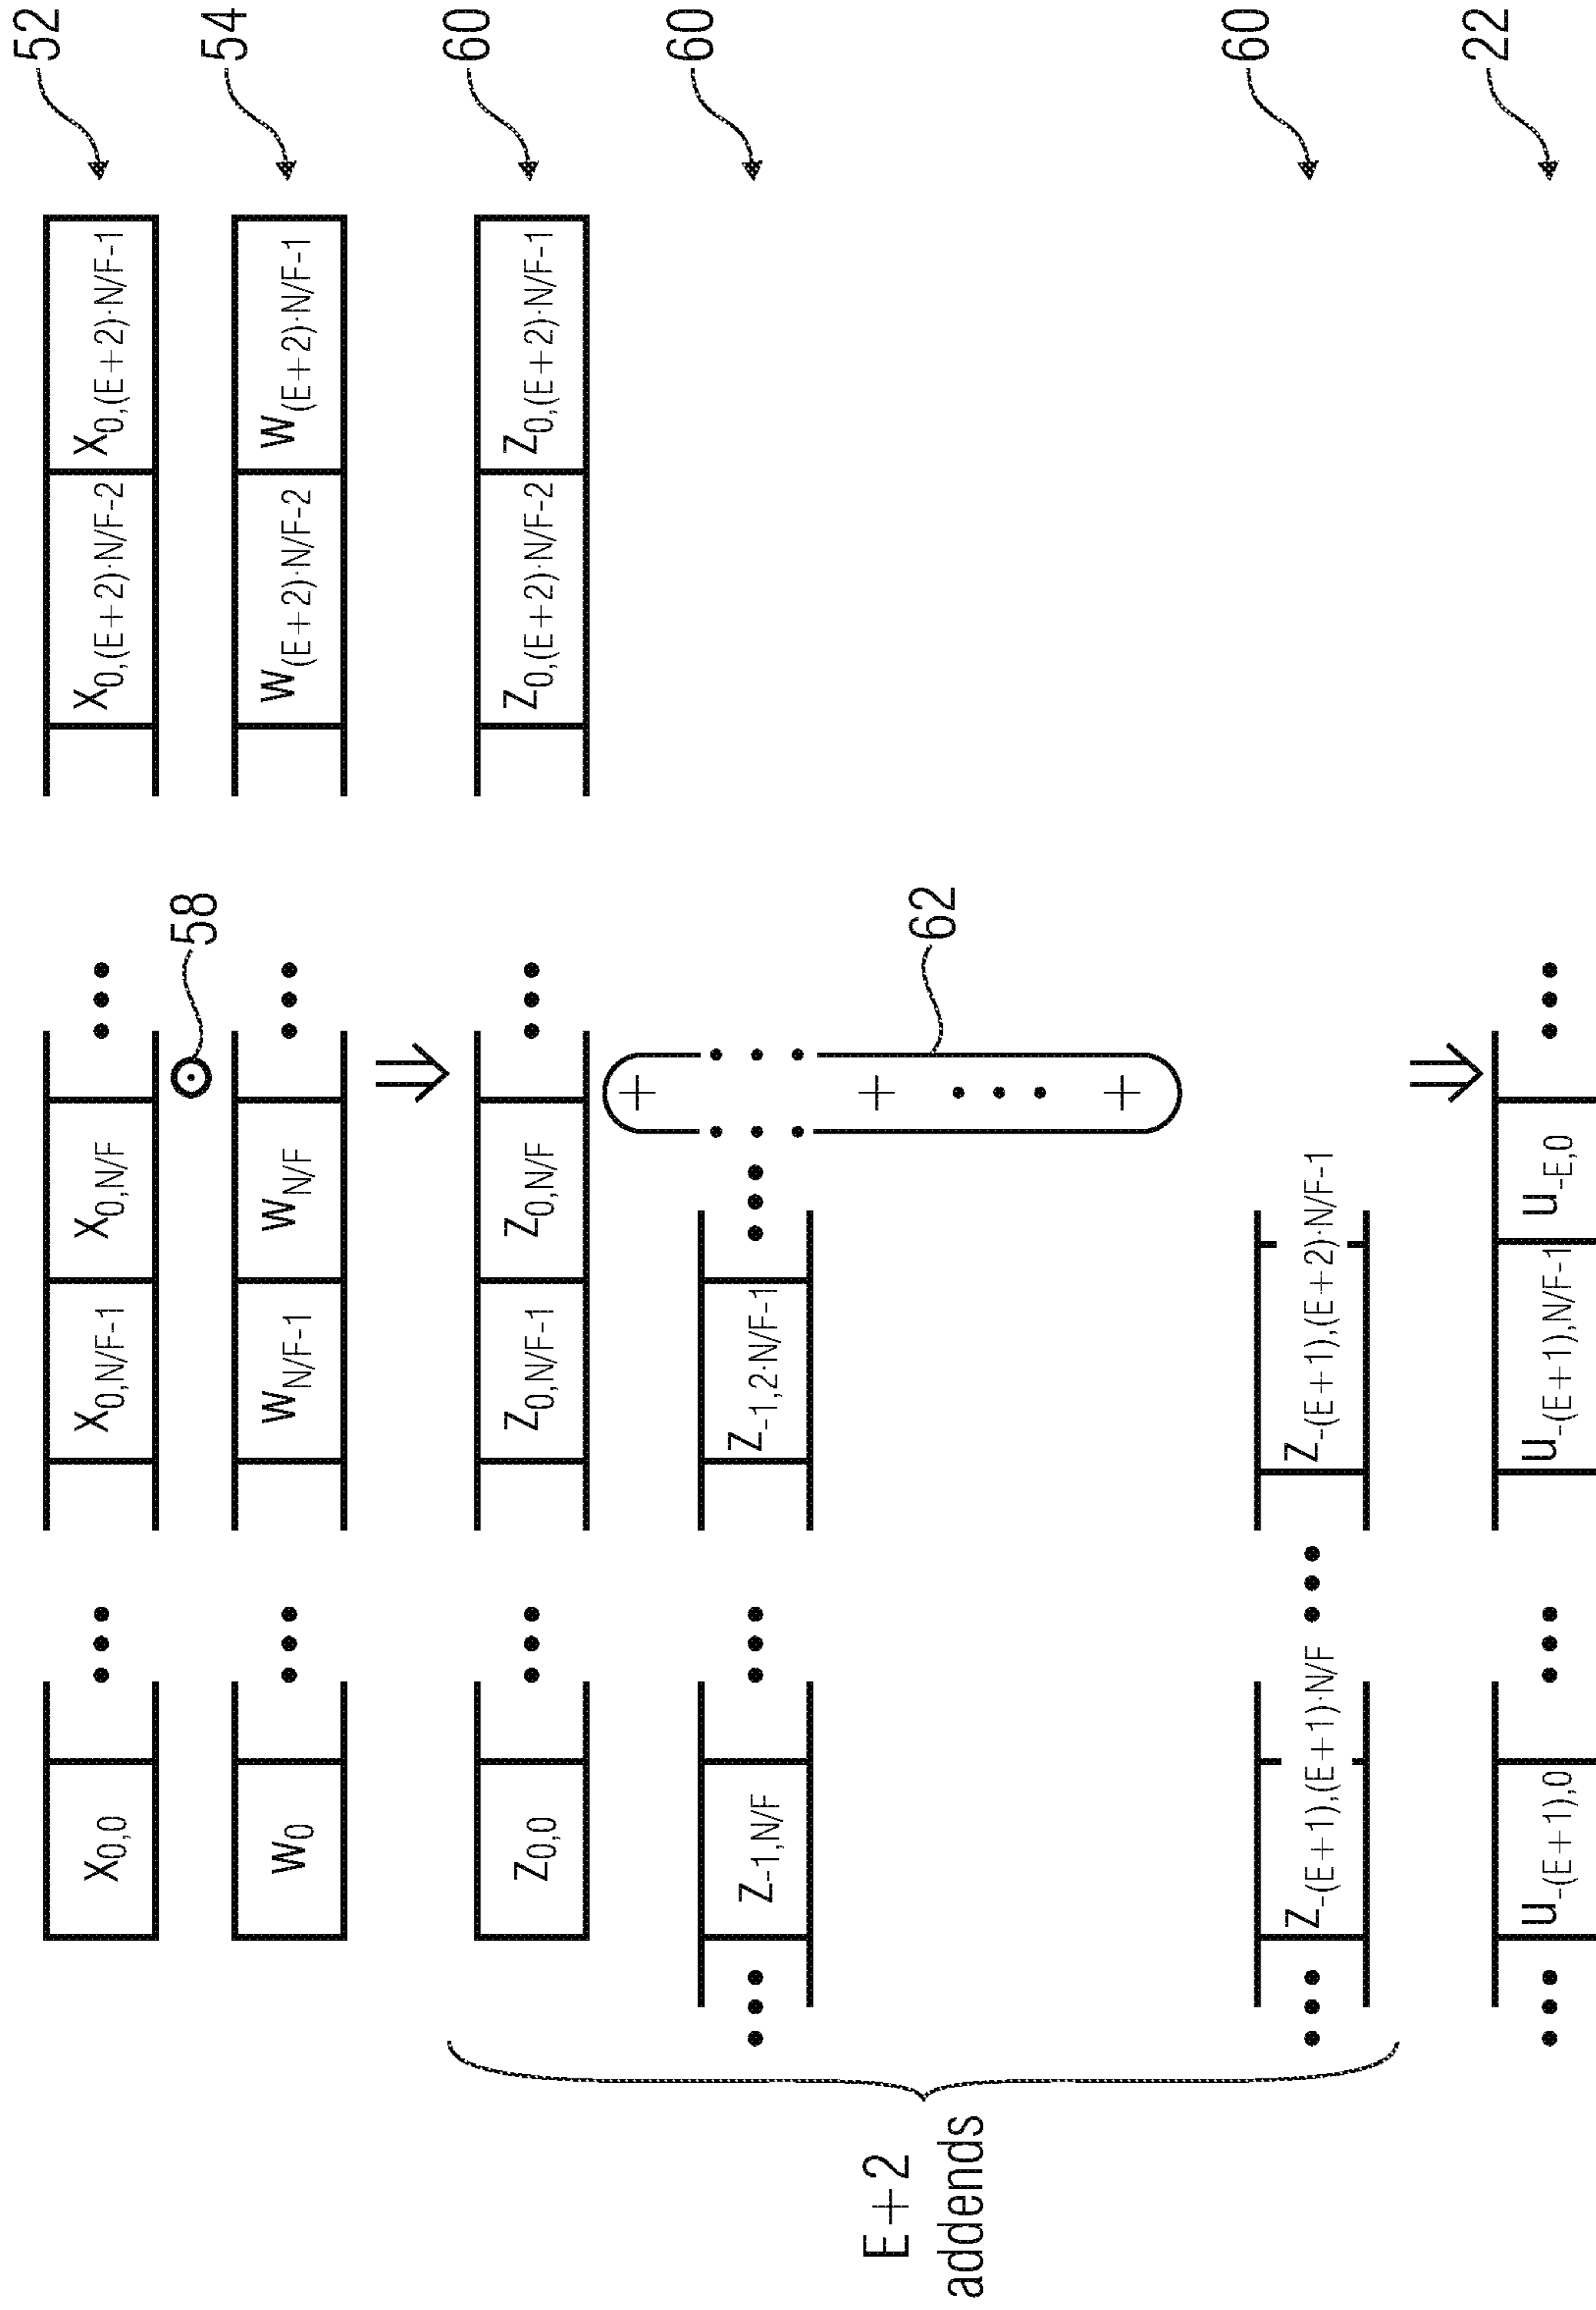 X0,0 ••• X0,N/F-1 X0,N/F ••• X0,(E+2)·N/F-2 X0,(E+2)·N/F-1 52
58
W0 ••• WN/F-1 WN/F ••• W(E+2)·N/F-2 W(E+2)·N/F-1 54
Z0,0 ••• Z0,N/F-1 Z0,N/F ••• Z0,(E+2)·N/F-2 Z0,(E+2)·N/F-1 60
••• Z-1,N/F ••• Z-1,2·N/F-1 ••• 60
E+2
addends
+ + ••• +
62
••• Z-(E+1),(E+1)·N/F ••• Z-(E+1),(E+2)·N/F-1 60
••• u-(E+1),0 ••• u-(E+1),N/F-1 u-E,0 ••• 22